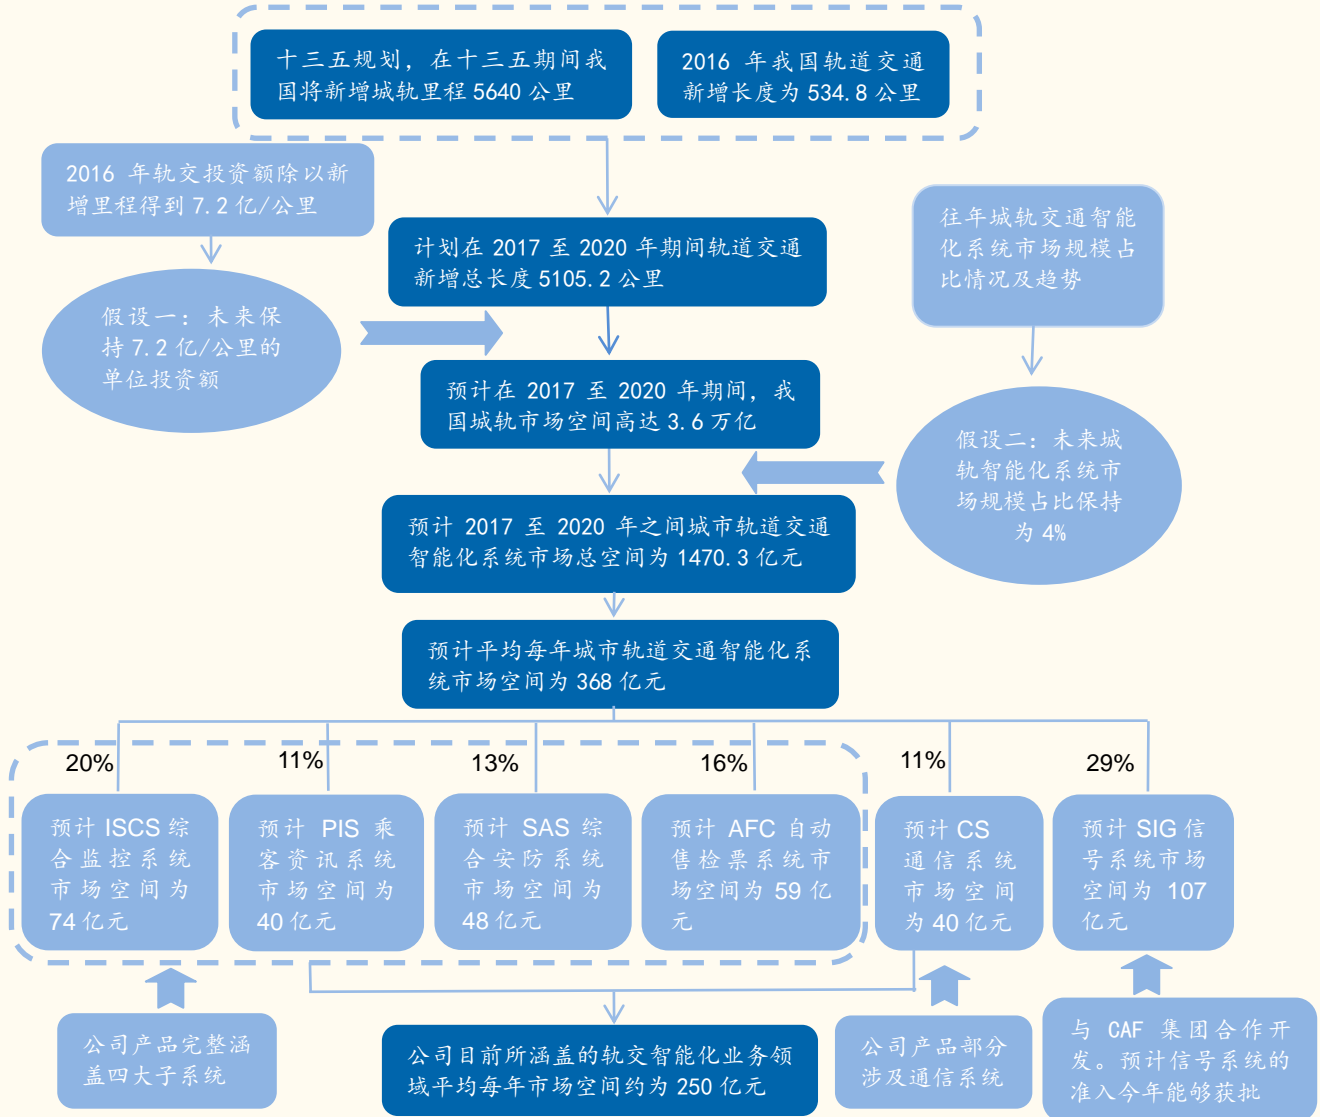 十三五规划，在十三五期间我
国将新增城轨里程 5640 公里
2016 年我国轨道交通
新增长度为 534.8 公里
2016 年轨交投资额除以新
增里程得到 7.2 亿/公里
往年城轨交通智能
化系统市场规模占
比情况及趋势
计划在 2017 至 2020 年期间轨道交通
新增总长度 5105.2 公里
假设一：未来保
持 7.2 亿/公里的
单位投资额
预计在 2017 至 2020 年期间，我
国城轨市场空间高达 3.6 万亿
假设二：未来城
轨智能化系统市
场规模占比保持
为 4%
预计 2017 至 2020 年之间城市轨道交通
智能化系统市场总空间为 1470.3 亿元
预计平均每年城市轨道交通智能化系
统市场空间为 368 亿元
20%
11%
13%
16%
11%
29%
预计 ISCS 综
合监控系统
市场空间为
74 亿元
预计 PIS 乘
客资讯系统
市场空间为
40 亿元
预计 SAS 综
合安防系统
市场空间为
48 亿元
预计 AFC 自动
售检票系统市
场空间为 59 亿
元
预计 CS
通信系统
市场空间
为 40 亿元
预计 SIG 信
号系统市场
空间为 107
亿元
公司产品完整涵
盖四大子系统
公司目前所涵盖的轨交智能化业务领
域平均每年市场空间约为 250 亿元
公司产品部分
涉及通信系统
与 CAF 集团合作开
发。预计信号系统的
准入今年能够获批